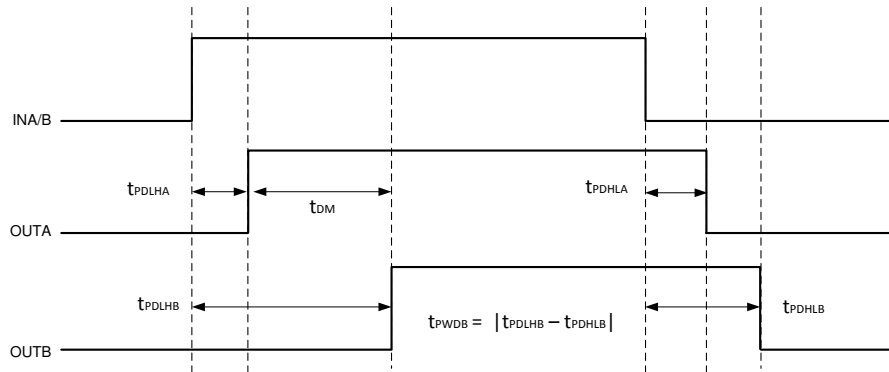 INA/B
tPDLHA
tDM
tPDHLA
OUTA
tPDLHB
tPWDB = |tPDLHB – tPDHLB|
tPDHLB
OUTB